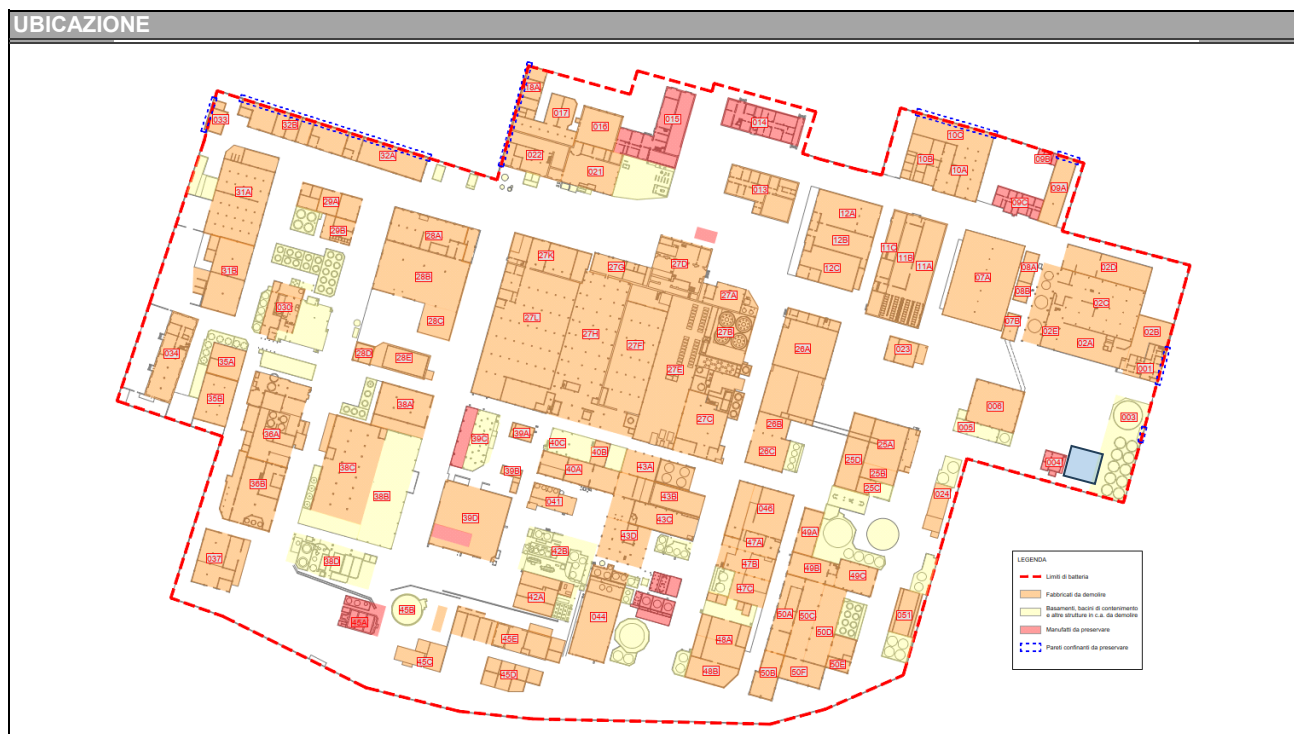 UBICAZIONE
18A
033
32B
017
016
015
014
10C
32A
022
021
10B
10A
09B
09A
31A
013
29A
09C
29B
12A
28A
12B
11C
11B
11A
27K
27G
27D
12C
08A
02D
31B
28B
07A
27A
08B
02C
030
28C
27L
27H
27F
27B
07B
02E
02B
02A
034
28D
28E
26A
023
001
35A
27E
35B
38A
006
003
27C
26B
005
36A
39C
39A
40C
40B
26C
25A
25D
38C
39B
40A
43A
25B
004
36B
38B
43B
25C
024
041
39D
43C
046
49A
43D
47A
037
38D
42B
47B
49B
49C
47C
45B
42A
044
50A
50C
051
45A
50D
45E
48A
45C
50E
45D
48B
50B
50F
LEGENDA
Limiti di batteria
Fabbricati da demolire
Basamenti, bacini di contenimento
e altre strutture in c.a. da demolire
Manufatti da preservare
Pareti confinanti da preservare